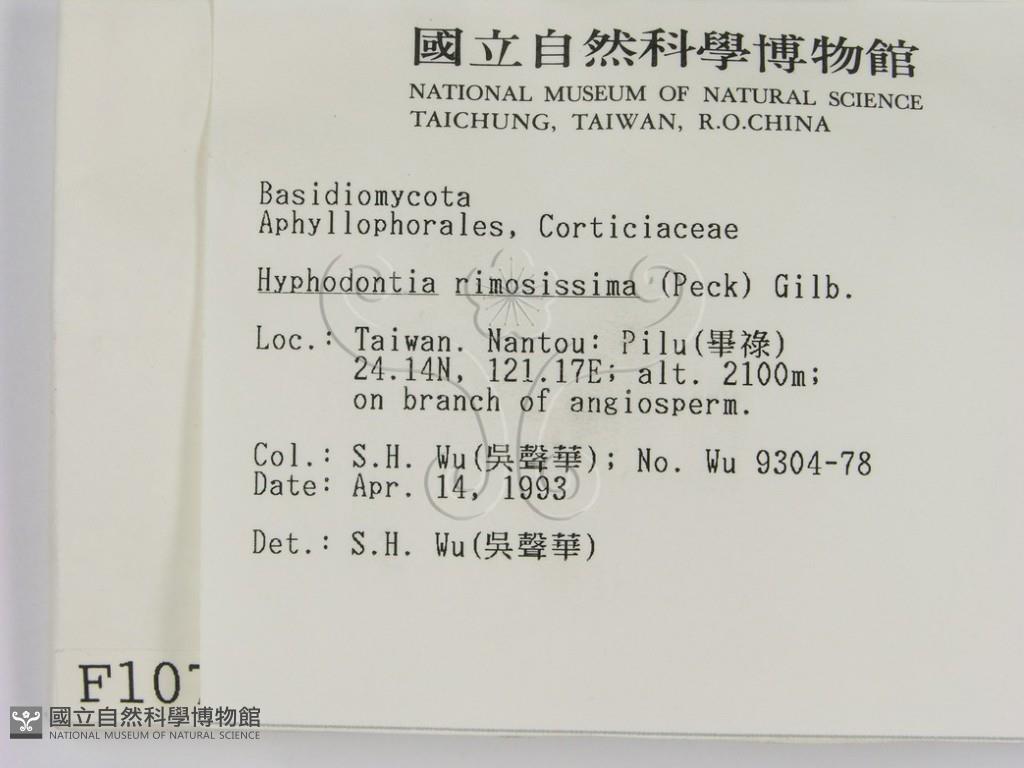 國立自然科學博物館
NATIONAL MUSEUM OF NATURAL SCIENCE
TAICHUNG, TAIWAN, R.O.CHINA
Basidiomycota
Aphyllophorales, Corticiaceae
Hyphodontia rimosissima (Peck) Gilb.
Loc.: Taiwan. Nantou: Pilu(畢祿)
24.14N, 121.17E; alt. 2100m;
on branch of angiosperm.
Col.: S.H. Wu(吳聲華); No. Wu 9304-78
Date: Apr. 14, 1993
Det.: S.H. Wu(吳聲華)
F107
國立自然科學博物館
NATIONAL MUSEUM OF NATURAL SCIENCE